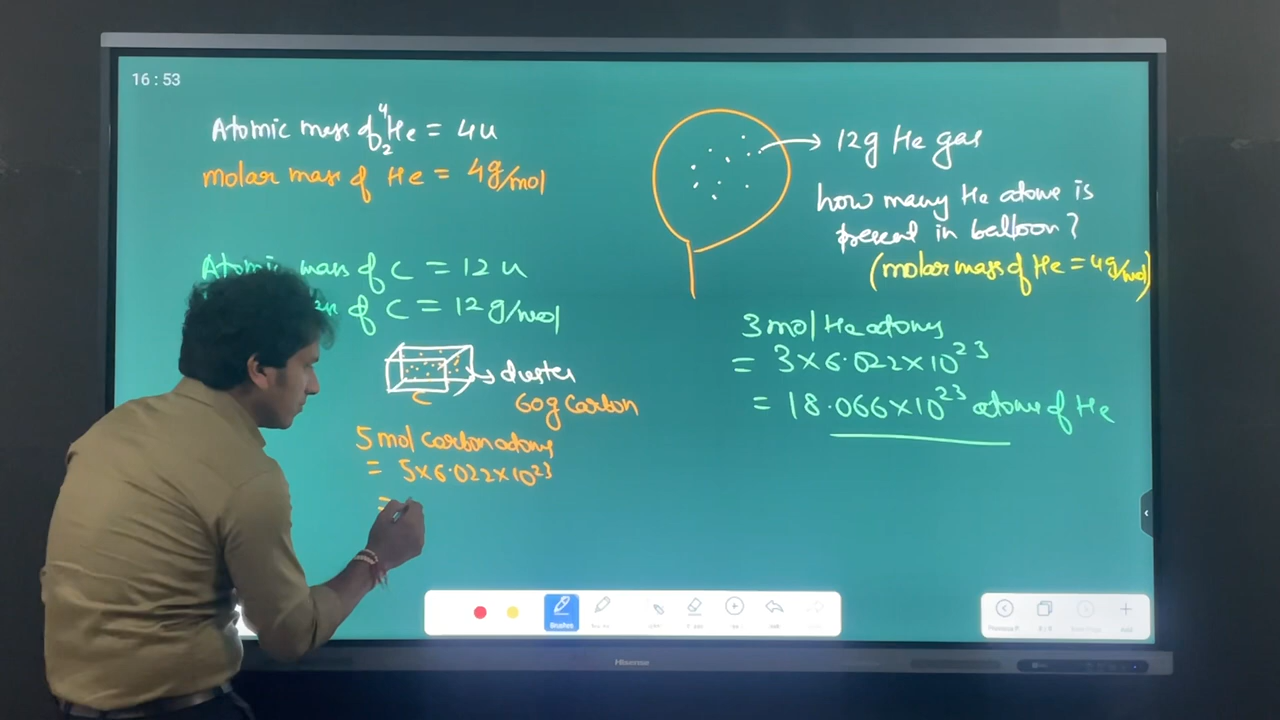 16:53
Atomic mass of ⁴₂He = 4u
molar mass of He = 4g/mol
Atomic mass of C = 12 u
of C = 12 g/mol
C
duster
60g Carbon
5 mol carbon atoms
= 5×6.022×10²³
=
12g He gas
how many He atoms is
present in balloon?
(molar mass of He = 4g/mol)
3 mol He atoms
= 3×6.022×10²³
= 18.066×10²³ atoms of He
Brushes
Add
Hisense